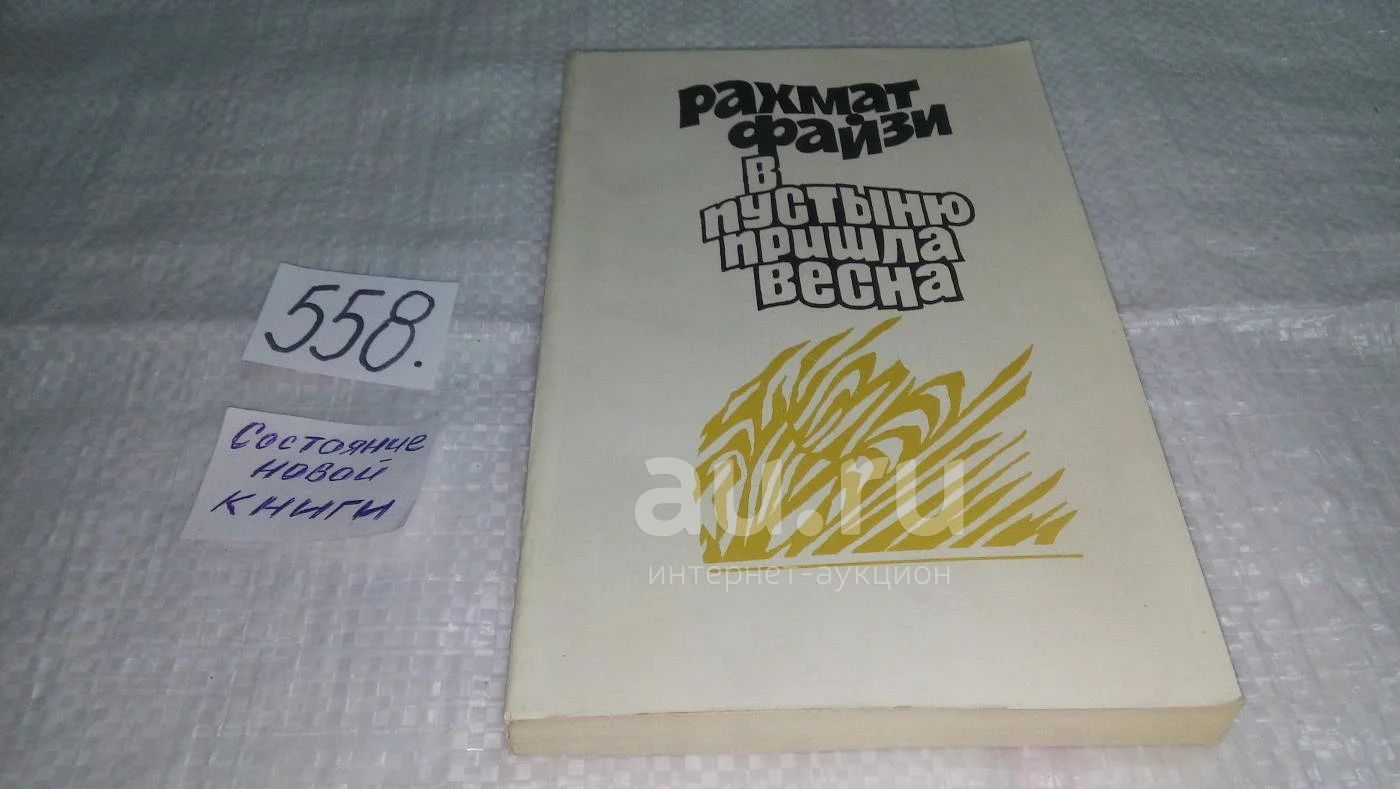 Рахмат
Файзи
В
пустыню
пришла
весна
558.
Состояние
новой
книги
au.ru
интернет-аукцион